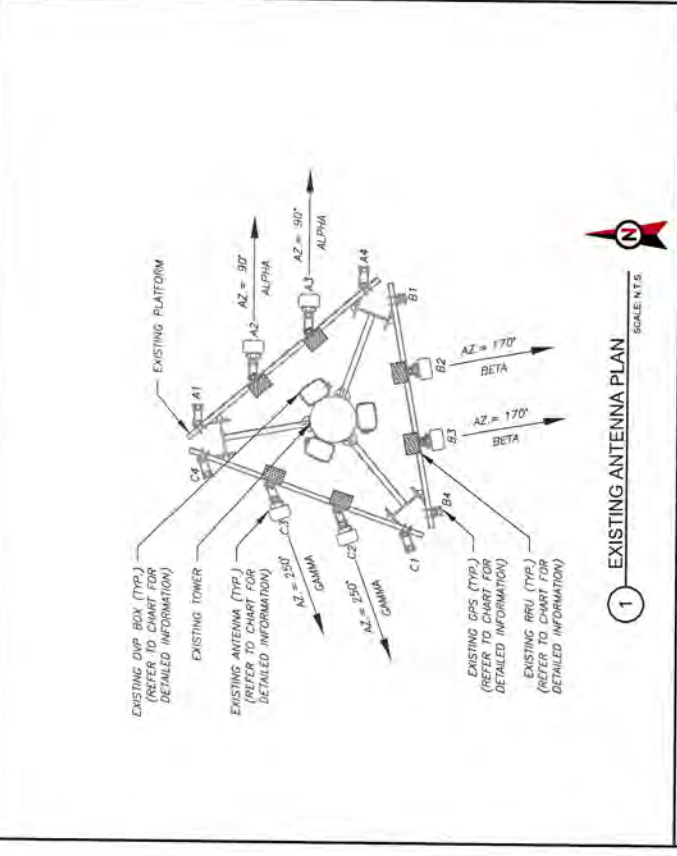 EXISTING OVP BOX (TYP.)
(REFER TO CHART FOR
DETAILED INFORMATION)
EXISTING TOWER
EXISTING ANTENNA (TYP.)
(REFER TO CHART FOR
DETAILED INFORMATION)
EXISTING PLATFORM
A1
A2
AZ.= 90°
ALPHA
A3
AZ.= 90°
ALPHA
A4
C4
C3
AZ.= 250°
GAMMA
C2
AZ.= 250°
GAMMA
C1
B1
B2
AZ.= 170°
BETA
B3
AZ.= 170°
BETA
B4
EXISTING GPS (TYP.)
(REFER TO CHART FOR
DETAILED INFORMATION)
EXISTING RRU (TYP.)
(REFER TO CHART FOR
DETAILED INFORMATION)
1 EXISTING ANTENNA PLAN
SCALE: N.T.S.
N